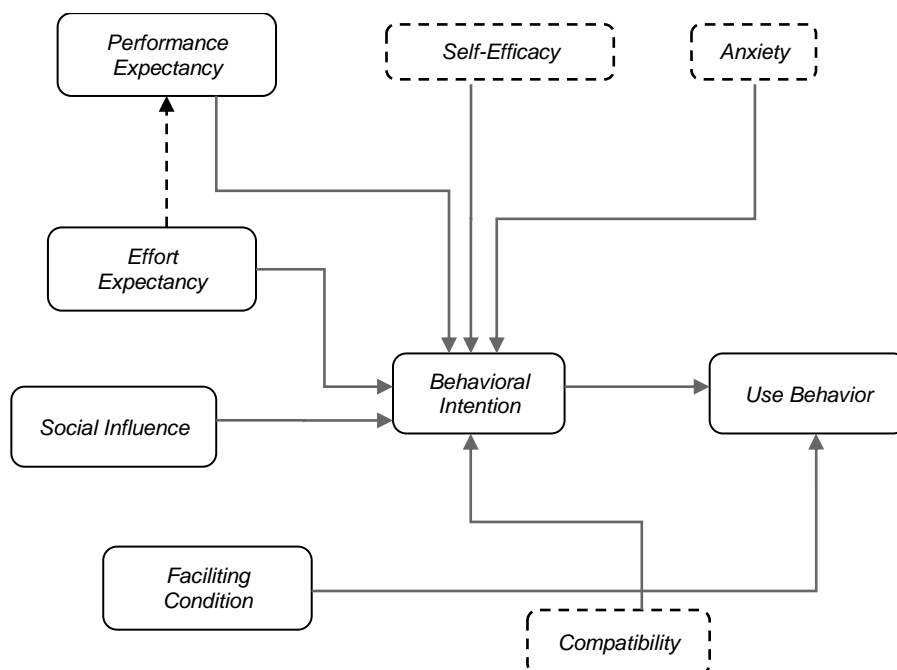 Performance
Expectancy
Self-Efficacy
Anxiety
Effort
Expectancy
Behavioral
Intention
Use Behavior
Social Influence
Faciliting
Condition
Compatibility